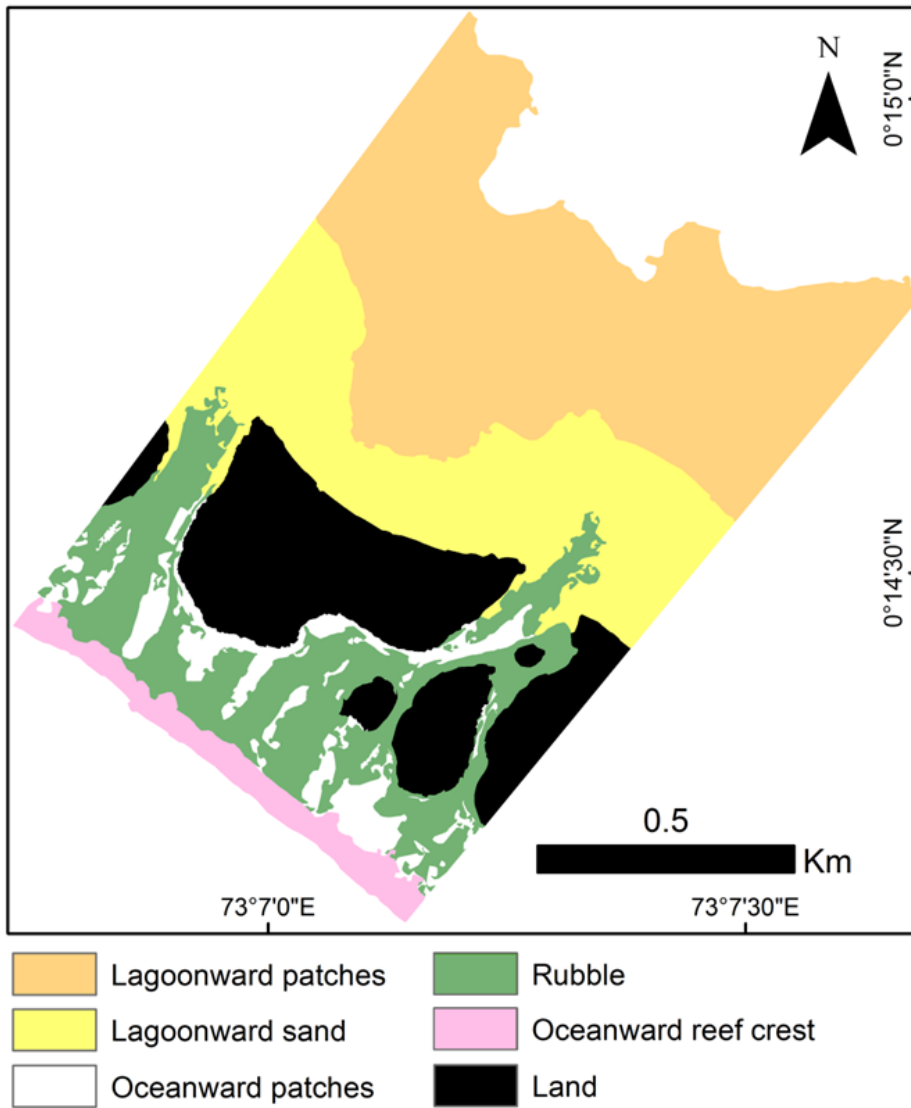 N
0°15'0"N
0°14'30"N
0.5
Km
73°7'0"E
73°7'30"E
Lagoonward patches
Rubble
Lagoonward sand
Oceanward reef crest
Oceanward patches
Land